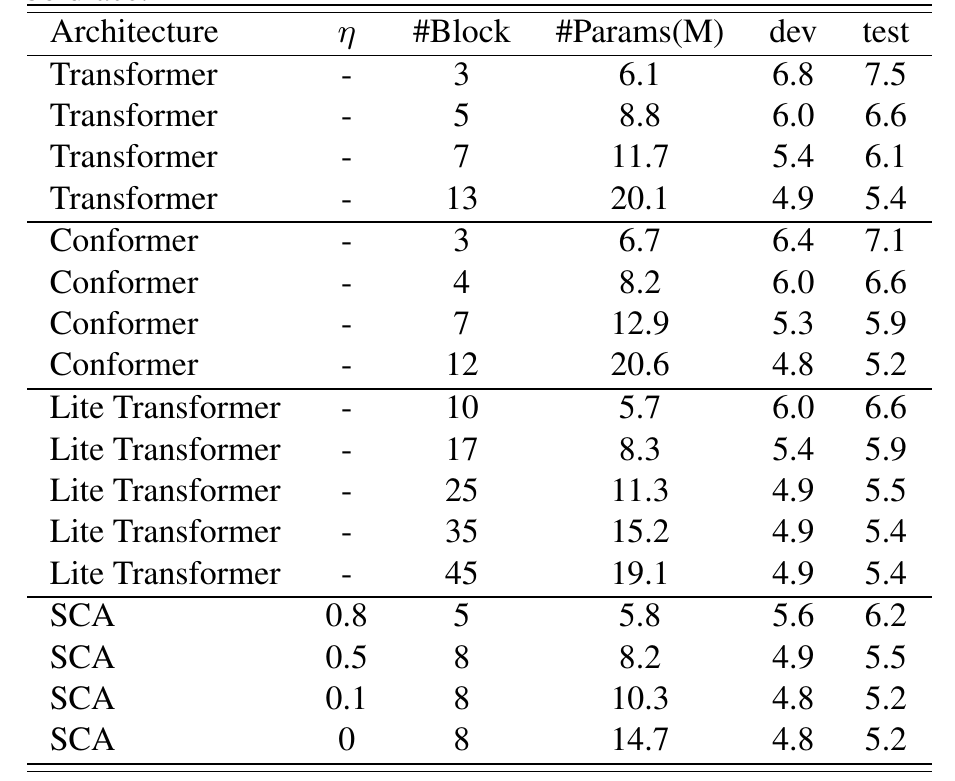 Architecture η #Block #Params(M) dev test
Transformer - 3 6.1 6.8 7.5
Transformer - 5 8.8 6.0 6.6
Transformer - 7 11.7 5.4 6.1
Transformer - 13 20.1 4.9 5.4
Conformer - 3 6.7 6.4 7.1
Conformer - 4 8.2 6.0 6.6
Conformer - 7 12.9 5.3 5.9
Conformer - 12 20.6 4.8 5.2
Lite Transformer - 10 5.7 6.0 6.6
Lite Transformer - 17 8.3 5.4 5.9
Lite Transformer - 25 11.3 4.9 5.5
Lite Transformer - 35 15.2 4.9 5.4
Lite Transformer - 45 19.1 4.9 5.4
SCA 0.8 5 5.8 5.6 6.2
SCA 0.5 8 8.2 4.9 5.5
SCA 0.1 8 10.3 4.8 5.2
SCA 0 8 14.7 4.8 5.2